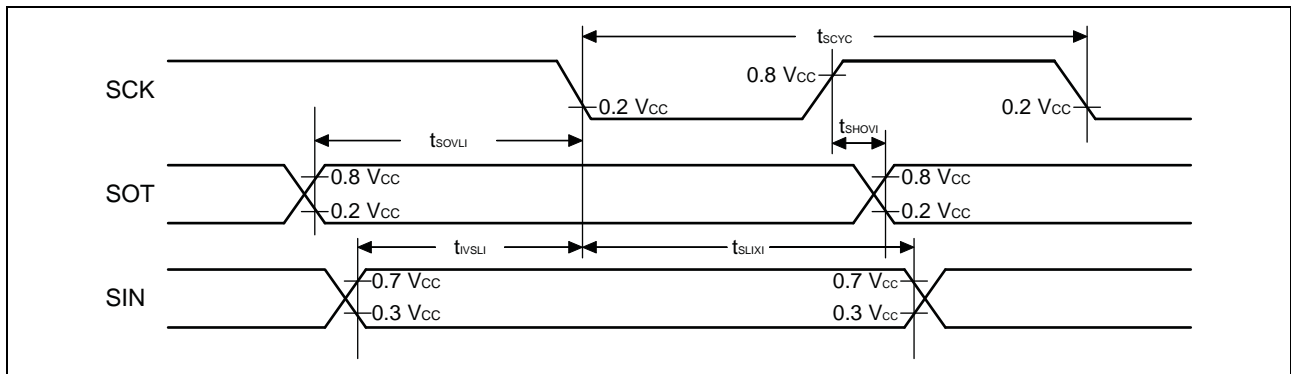 tSCYC
SCK
0.8 VCC
0.2 VCC
0.2 VCC
tSHOVI
tSOVLI
SOT
0.8 VCC
0.8 VCC
0.2 VCC
0.2 VCC
tIVSLI
tSLIXI
SIN
0.7 VCC
0.7 VCC
0.3 VCC
0.3 VCC